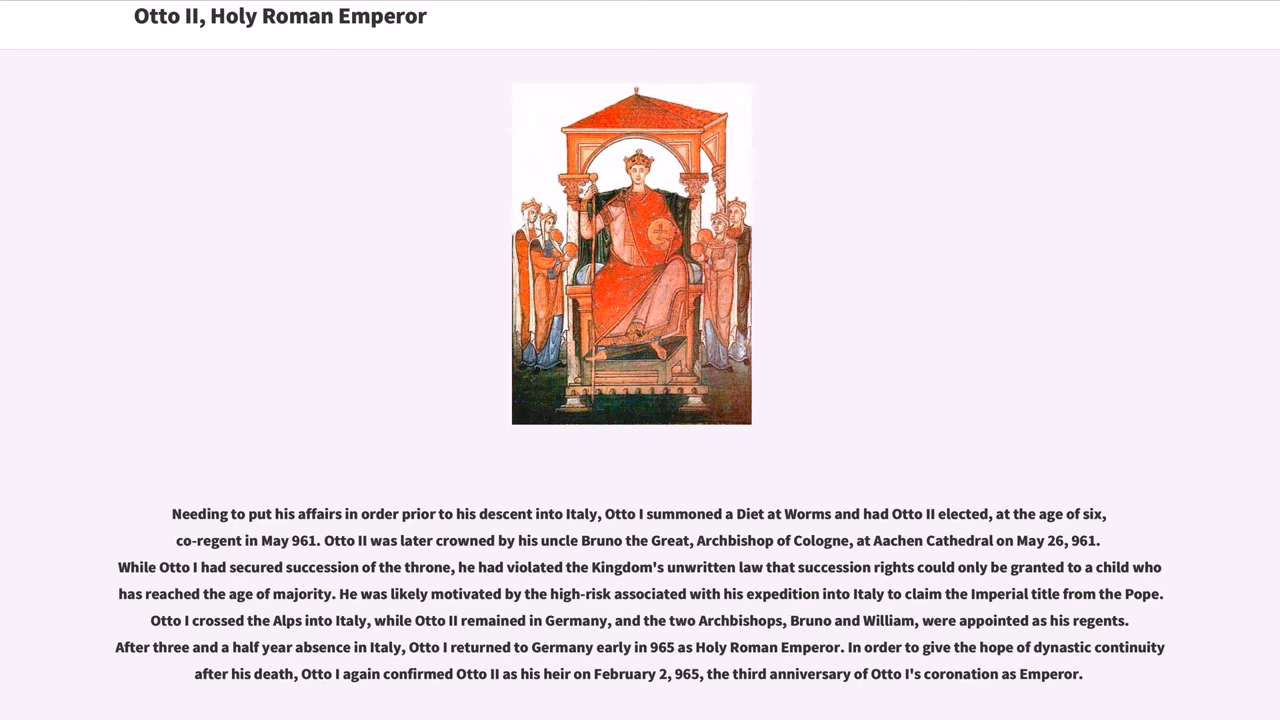 Otto II, Holy Roman Emperor
Needing to put his affairs in order prior to his descent into Italy, Otto I summoned a Diet at Worms and had Otto II elected, at the age of six,
co-regent in May 961. Otto II was later crowned by his uncle Bruno the Great, Archbishop of Cologne, at Aachen Cathedral on May 26, 961.
While Otto I had secured succession of the throne, he had violated the Kingdom's unwritten law that succession rights could only be granted to a child who
has reached the age of majority. He was likely motivated by the high-risk associated with his expedition into Italy to claim the Imperial title from the Pope.
Otto I crossed the Alps into Italy, while Otto II remained in Germany, and the two Archbishops, Bruno and William, were appointed as his regents.
After three and a half year absence in Italy, Otto I returned to Germany early in 965 as Holy Roman Emperor. In order to give the hope of dynastic continuity
after his death, Otto I again confirmed Otto II as his heir on February 2, 965, the third anniversary of Otto I's coronation as Emperor.